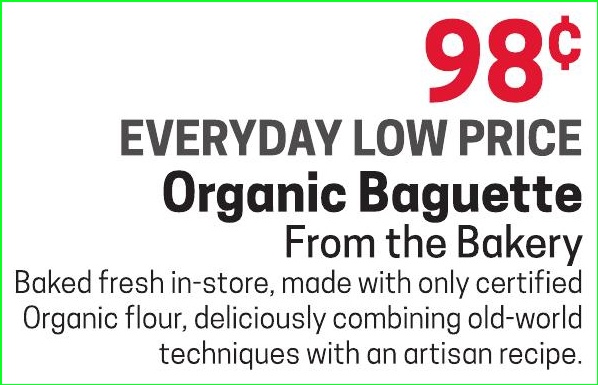 98¢
EVERYDAY LOW PRICE
Organic Baguette
From the Bakery
Baked fresh in-store, made with only certified
Organic flour, deliciously combining old-world
techniques with an artisan recipe.